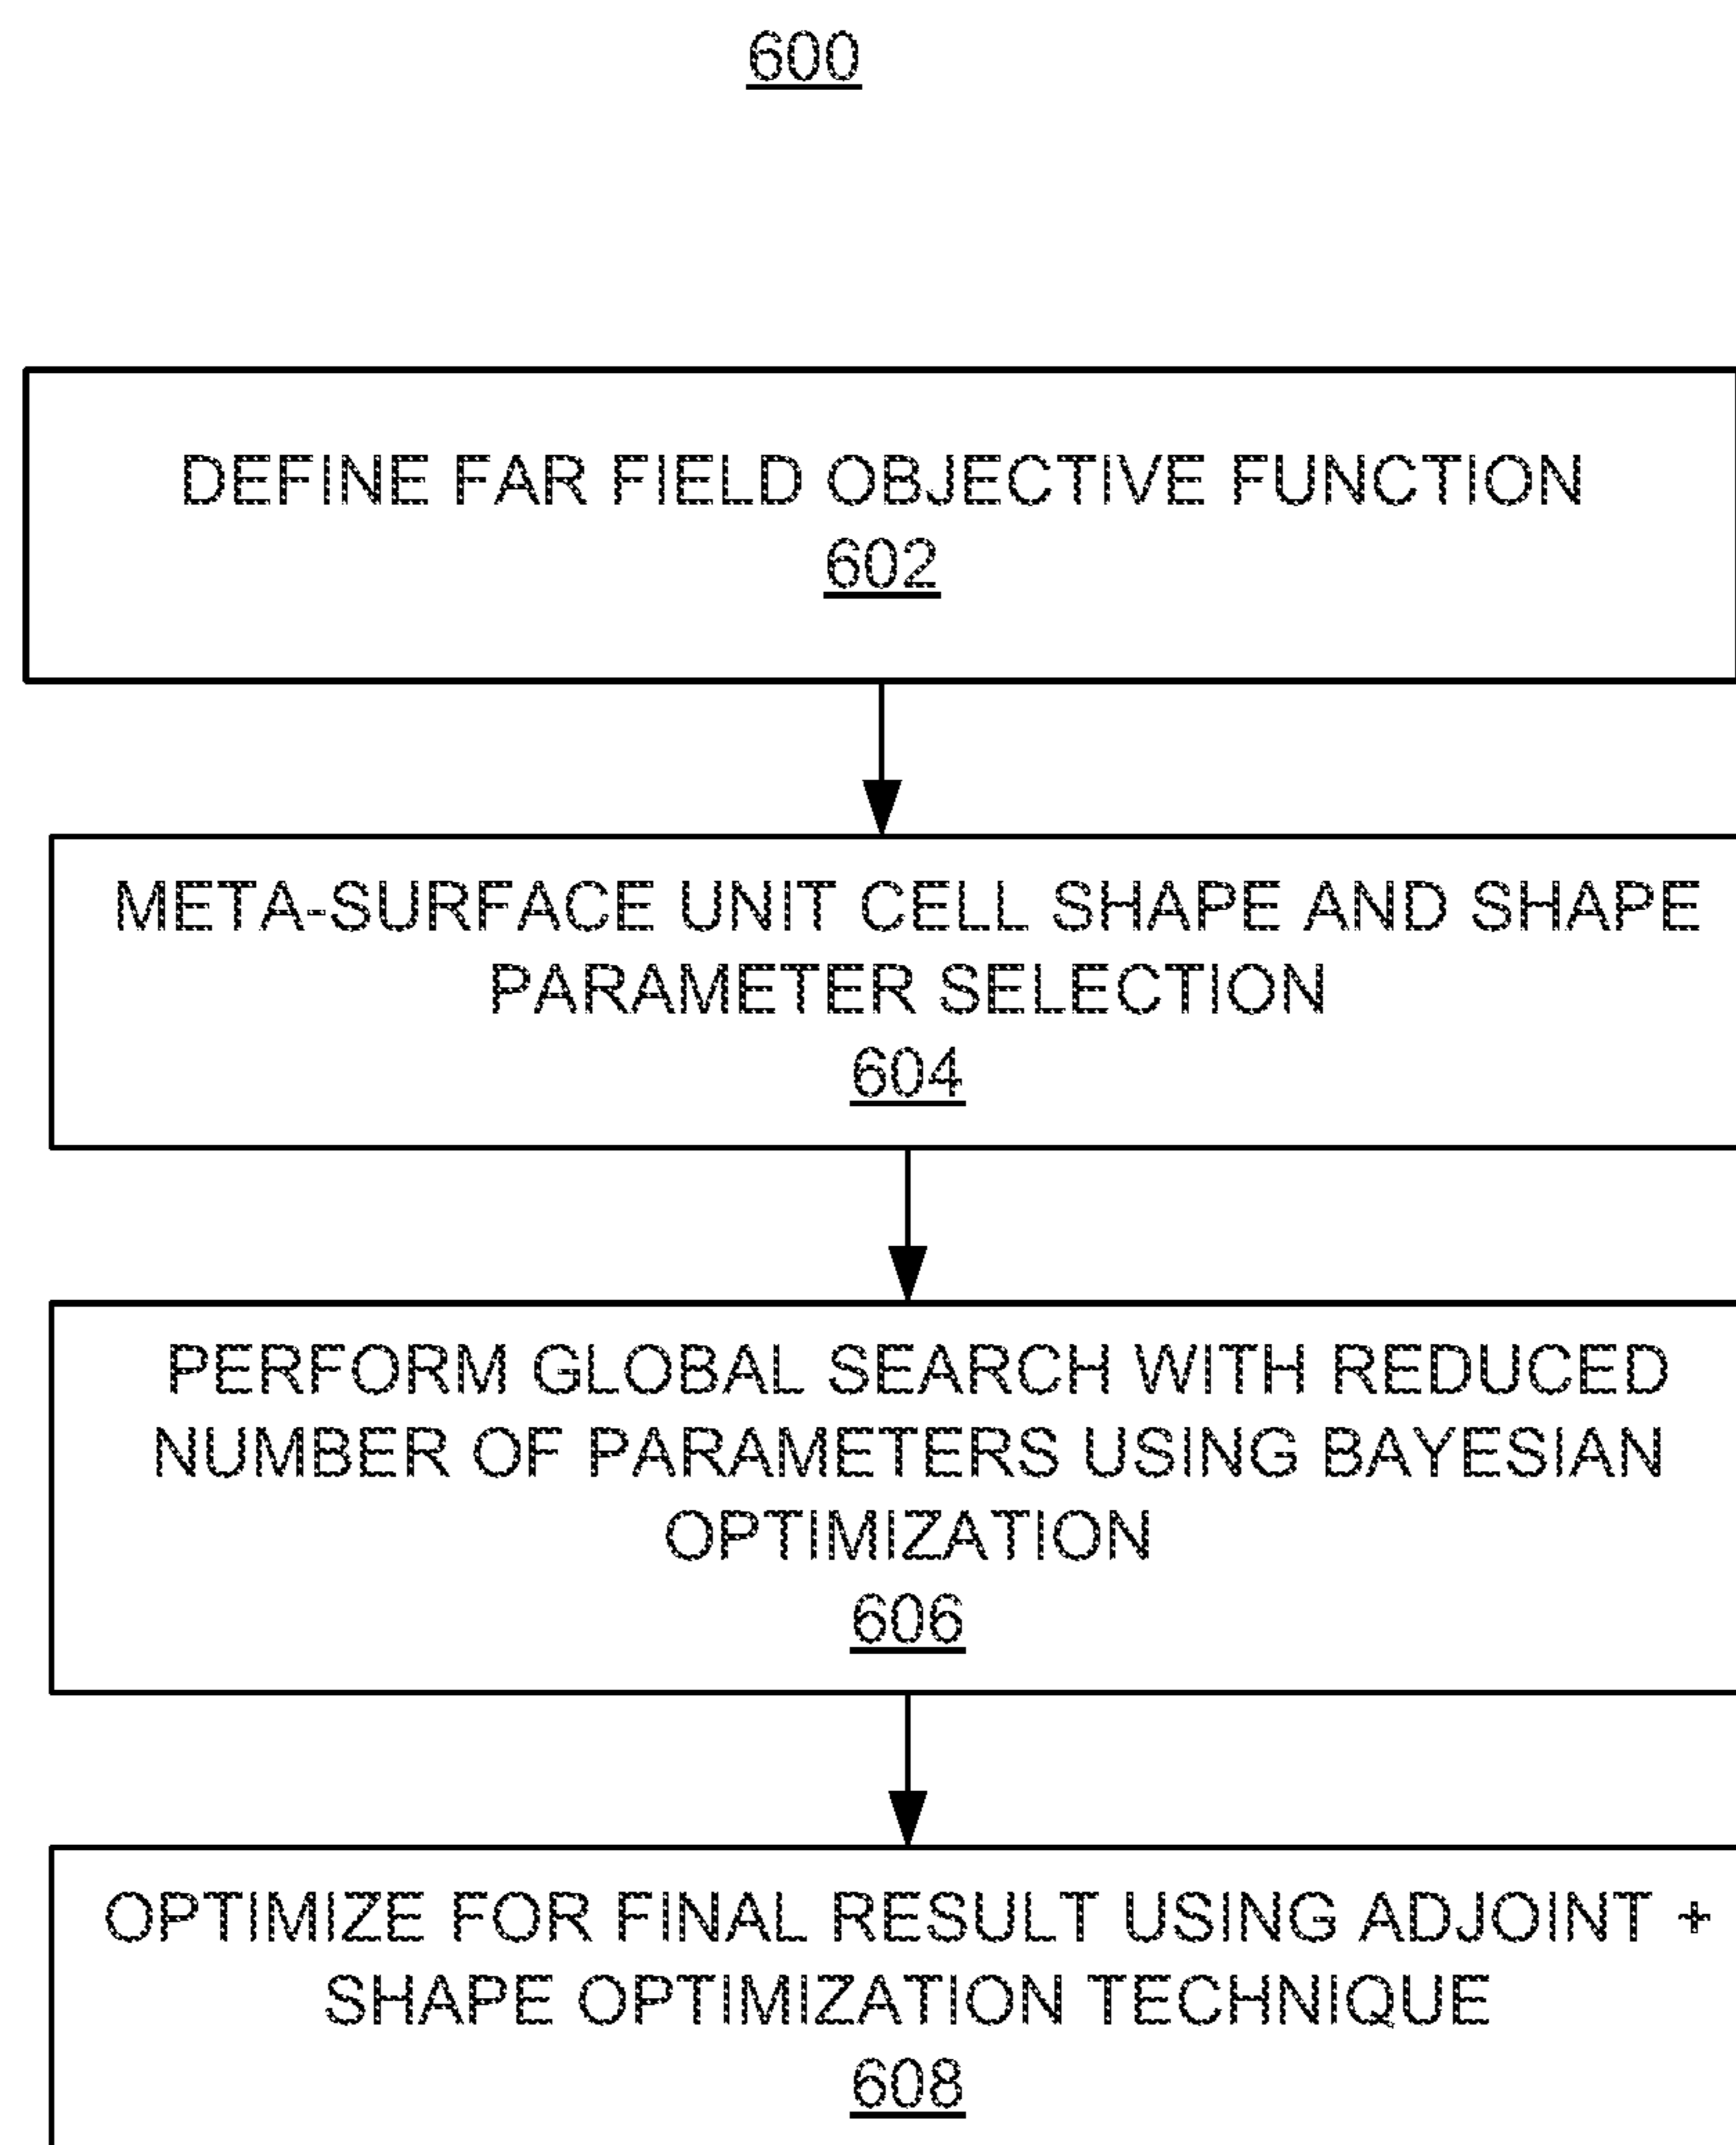 600
DEFINE FAR FIELD OBJECTIVE FUNCTION
602
META-SURFACE UNIT CELL SHAPE AND SHAPE
PARAMETER SELECTION
604
PERFORM GLOBAL SEARCH WITH REDUCED
NUMBER OF PARAMETERS USING BAYESIAN
OPTIMIZATION
606
OPTIMIZE FOR FINAL RESULT USING ADJOINT +
SHAPE OPTIMIZATION TECHNIQUE
608